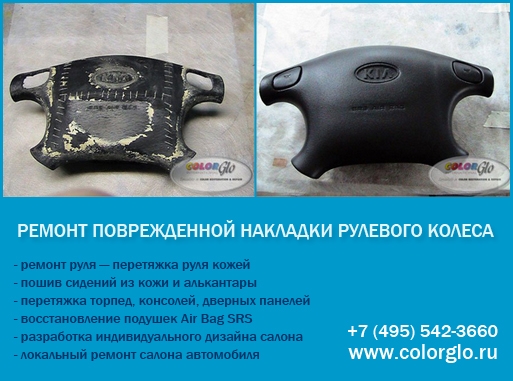 KIA
COLORGlo
KIA
COLORGlo
РЕМОНТ ПОВРЕЖДЕННОЙ НАКЛАДКИ РУЛЕВОГО КОЛЕСА
- ремонт руля — перетяжка руля кожей
- пошив сидений из кожи и алькантары
- перетяжка торпед, консолей, дверных панелей
- восстановление подушек Air Bag SRS
- разработка индивидуального дизайна салона
- локальный ремонт салона автомобиля
+7 (495) 542-3660
www.colorglo.ru